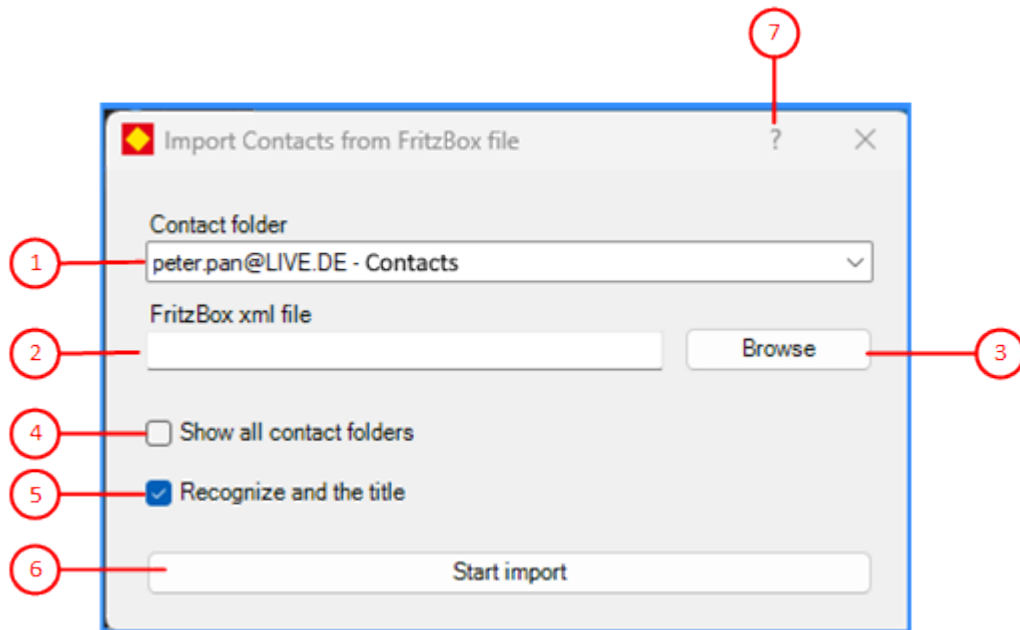 7
Import Contacts from FritzBox file ?
Contact folder
1 peter.pan@LIVE.DE - Contacts
FritzBox xml file
2 Browse 3
4 Show all contact folders
5 Recognize and the title
6 Start import